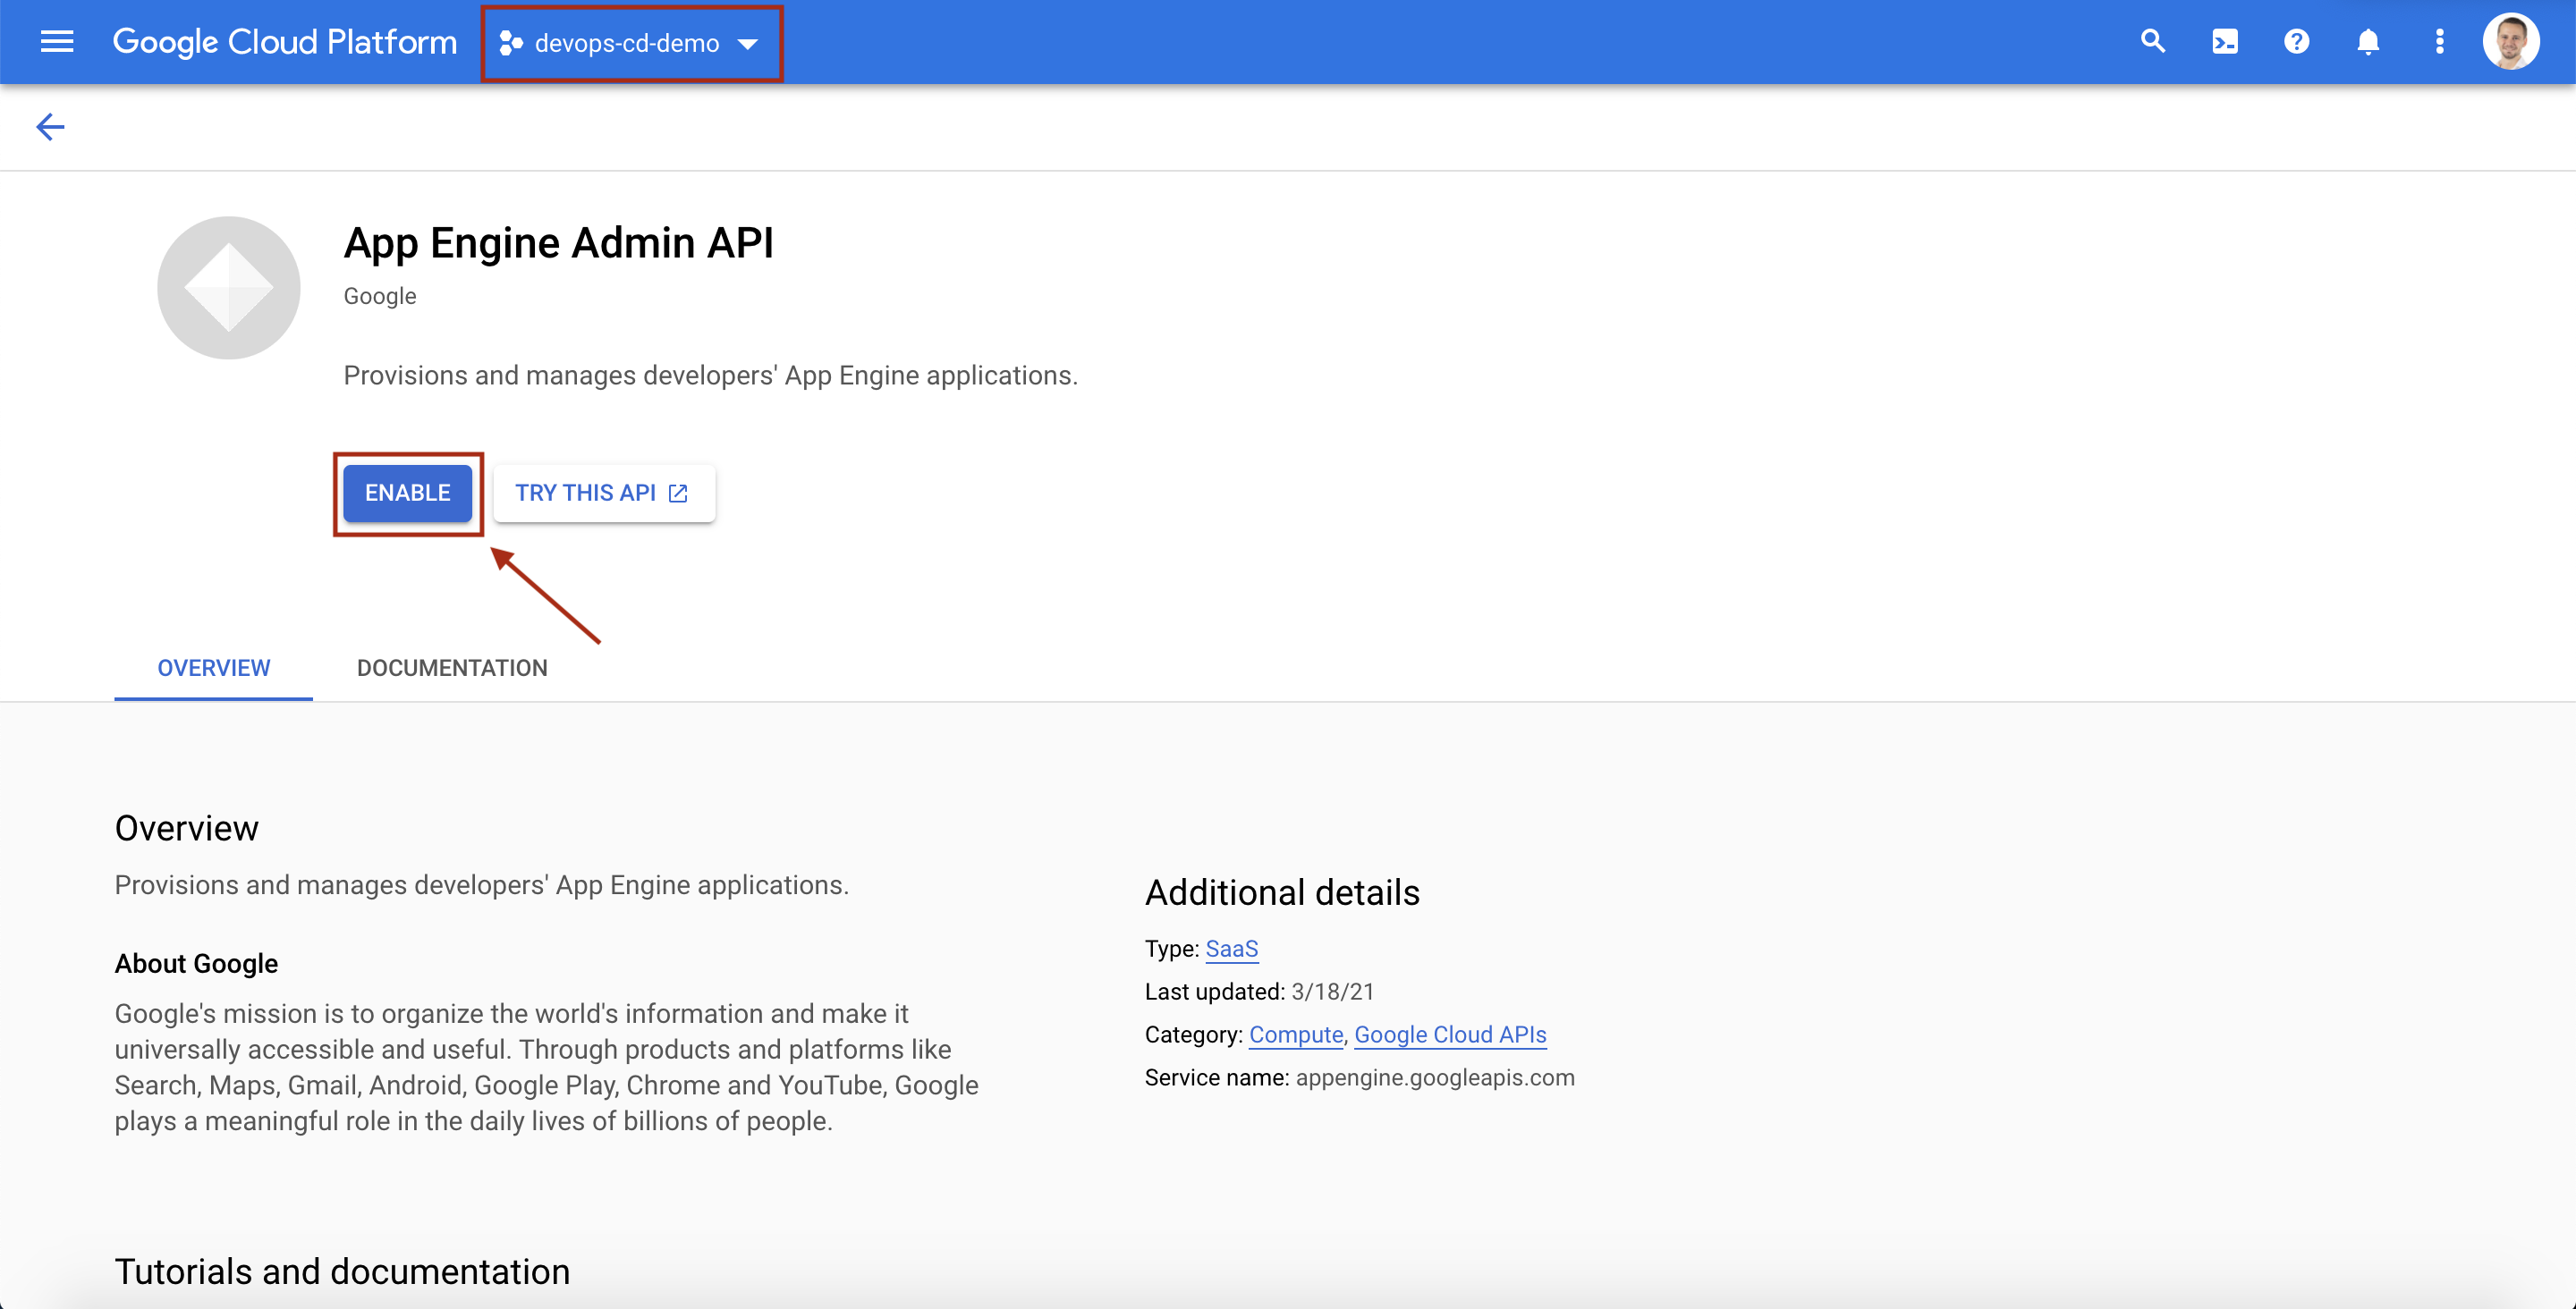 Google Cloud Platform
devops-cd-demo
App Engine Admin API
Google
Provisions and manages developers' App Engine applications.
ENABLE
TRY THIS API
OVERVIEW
DOCUMENTATION
Overview
Provisions and manages developers' App Engine applications.
About Google
Google's mission is to organize the world's information and make it
universally accessible and useful. Through products and platforms like
Search, Maps, Gmail, Android, Google Play, Chrome and YouTube, Google
plays a meaningful role in the daily lives of billions of people.
Additional details
Type: SaaS
Last updated: 3/18/21
Category: Compute, Google Cloud APIs
Service name: appengine.googleapis.com
Tutorials and documentation